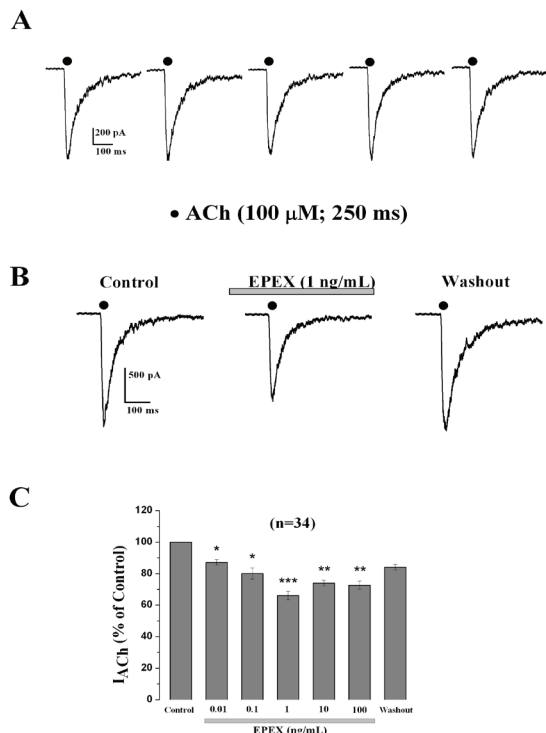 A
200 pA
100 ms
• ACh (100 μM; 250 ms)
B
Control
EPEX (1 ng/mL)
Washout
500 pA
100 ms
C
(n=34)
I_ACh (% of Control)
120
100
80
60
40
20
0
* * *** ** **
Control 0.01 0.1 1 10 100 Washout
EPEX (ng/mL)